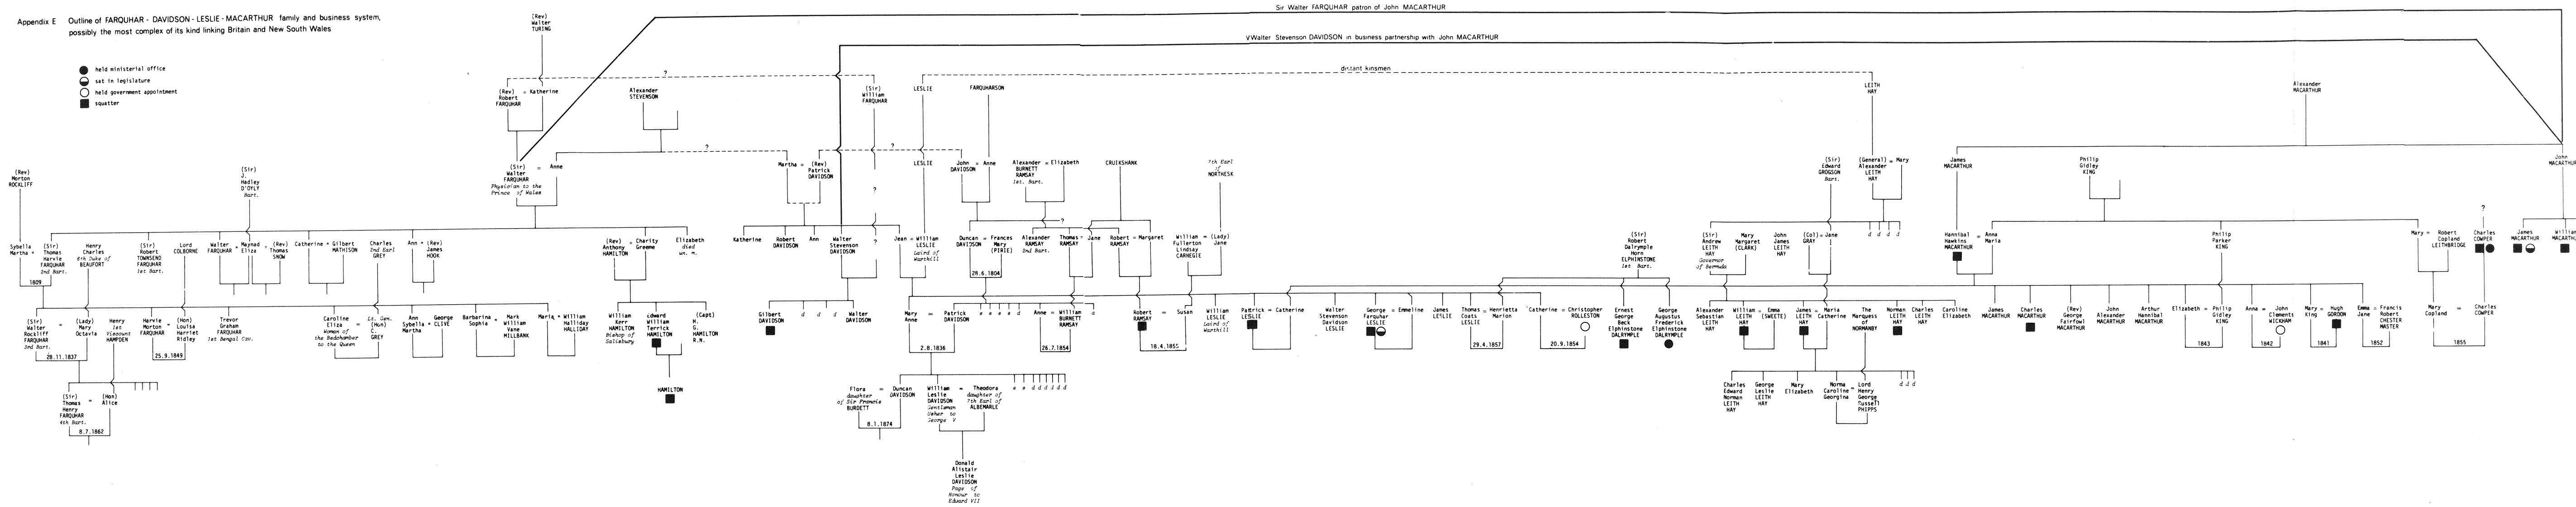 Appendix E Outline of FARQUHAR - DAVIDSON - LESLIE - MACARTHUR family and business system,
possibly the most complex of its kind linking Britain and New South Wales
held ministerial office
sat in legislature
held government appointment
squatter
Sir Walter FARQUHAR patron of John MACARTHUR
Walter Stevenson DAVIDSON in business partnership with John MACARTHUR
distant kinsmen
(Rev)
Walter
TURING
?
(Rev)
Robert
FARQUHAR
= Katherine
Alexander
STEVENSON
(Sir)
William
FARQUHAR
LESLIE
FARQUHARSON
LEITH
HAY
Alexander
MACARTHUR
(Rev)
Morton
ROCKLIFF
(Sir)
J.
Hadley
D'OYLY
Bart.
(Sir)
Walter
FARQUHAR
Physician to the
Prince of Wales
= Anne
?
Martha =
(Rev)
Patrick
DAVIDSON
?
LESLIE
John
DAVIDSON
= Anne
Alexander
BURNETT
RAMSAY
1st. Bart.
= Elizabeth
CRUIKSHANK
7th Earl
of
NORTHESK
(Sir)
Edward
GROGSON
Bart.
(General)
Alexander
LEITH
HAY
= Mary
James
MACARTHUR
Philip
Gidley
KING
John
MACARTHUR
Sybella
Martha =
(Sir)
Thomas
Harvie
FARQUHAR
2nd Bart.
1809
Henry
Charles
6th Duke of
BEAUFORT
(Sir)
Robert
TOWNSEND
FARQUHAR
1st. Bart.
Lord
COLBORNE
Walter
FARQUHAR
= Maynad
Eliza
= (Rev)
Thomas
SNOW
Catherine = Gilbert
MATHISON
Charles
2nd Earl
GREY
Ann = (Rev)
James
HOOK
(Rev)
Anthony
HAMILTON
= Charity
Greeme
Elizabeth
died
un. m.
Katherine
Robert
DAVIDSON
Ann
Walter
Stevenson
DAVIDSON
?
?
Jean = William
LESLIE
Laird of
Warthill
Duncan
DAVIDSON
= Frances
Mary
(PIRIE)
28.6.1804
?
Alexander
RAMSAY
2nd Bart.
Thomas
RAMSAY
= Jane
Robert
RAMSAY
= Margaret
William
Fullerton
Lindsay
CARNEGIE
= (Lady)
Jane
(Sir)
Robert
Dalrymple
Horn
ELPHINSTONE
1st Bart.
(Sir)
Andrew
LEITH
HAY
Governor
of Bermuda
Mary
Margaret
(CLARK)
John
James
LEITH
HAY
(Col)
GRAY
= Jane
d d d d
Hannibal
Hawkins
MACARTHUR
= Anna
Maria
Philip
Parker
KING
Mary = Robert
Copland
LEITHBRIDGE
?
Charles
COWPER
James
MACARTHUR
William
MACARTHUR
(Sir)
Walter
Rockliff
FARQUHAR
3rd Bart.
= (Lady)
Mary
Octavia
28.11.1837
Henry
1st
Viscount
HAMPDEN
Harvie
Morton
FARQUHAR
= (Hon)
Louisa
Harriet
Ridley
25.9.1849
Trevor
Graham
FARQUHAR
1st Bengal Cav.
Caroline
Eliza
Woman of
the Bedchamber
to the Queen
= Lt. Gen.
(Hon)
C.
GREY
Ann
Sybella
Martha
= George
CLIVE
Barbarina
Sophia
= Mark
William
Vane
MILLBANK
Maria = William
Halliday
HALLIDAY
William
Kerr
HAMILTON
Bishop of
Salisbury
Edward
William
Terrick
HAMILTON
(Capt)
H.
G.
HAMILTON
R.N.
Gilbert
DAVIDSON
d d d
Walter
DAVIDSON
Mary
Anne
= Patrick
DAVIDSON
2.8.1836
Anne = William
BURNETT
RAMSAY
26.7.1854
d
Robert
RAMSAY
= Susan
18.4.1855
William
LESLIE
Laird of
Warthill
Patrick
LESLIE
= Catherine
Walter
Stevenson
Davidson
LESLIE
George
Farquhar
LESLIE
= Emmeline
James
LESLIE
Thomas
Coats
LESLIE
= Henrietta
Marion
29.4.1857
Catherine = Christopher
ROLLESTON
20.9.1854
Ernest
George
Beck
Elphinstone
DALRYMPLE
George
Augustus
Frederick
Elphinstone
DALRYMPLE
Alexander
Sebastian
LEITH
HAY
William
LEITH
HAY
= Emma
(SWEETE)
James
LEITH
HAY
= Maria
Catherine
The
Marquess
of
NORMANBY
Norman
LEITH
HAY
Charles
LEITH
HAY
Caroline
Elizabeth
James
MACARTHUR
Charles
MACARTHUR
(Rev)
George
Fairfowl
MACARTHUR
John
Alexander
MACARTHUR
Arthur
Hannibal
MACARTHUR
Elizabeth = Philip
Gidley
KING
1843
Anna = John
Clements
WICKHAM
1842
Mary
King
= Hugh
GORDON
1841
Emma
Jane
= Francis
Robert
CHESTER
MASTER
1852
Mary
Copland
= Charles
COWPER
1855
(Sir)
Thomas
Henry
FARQUHAR
4th Bart.
= (Hon)
Alice
8.7.1862
HAMILTON
Flora
daughter
of Sir Francis
BURDETT
= Duncan
DAVIDSON
8.1.1874
William
Leslie
DAVIDSON
Gentleman
Usher to
George V
= Theodora
daughter of
7th Earl of
ALBEMARLE
s s d d d d d d
Charles
Edward
Norman
LEITH
HAY
George
Leslie
LEITH
HAY
Mary
Elizabeth
Norma
Caroline
Georgina
= Lord
Henry
George
Russell
PHIPPS
d d d
Donald
Alistair
Leslie
DAVIDSON
Page of
Honour to
Edward VII